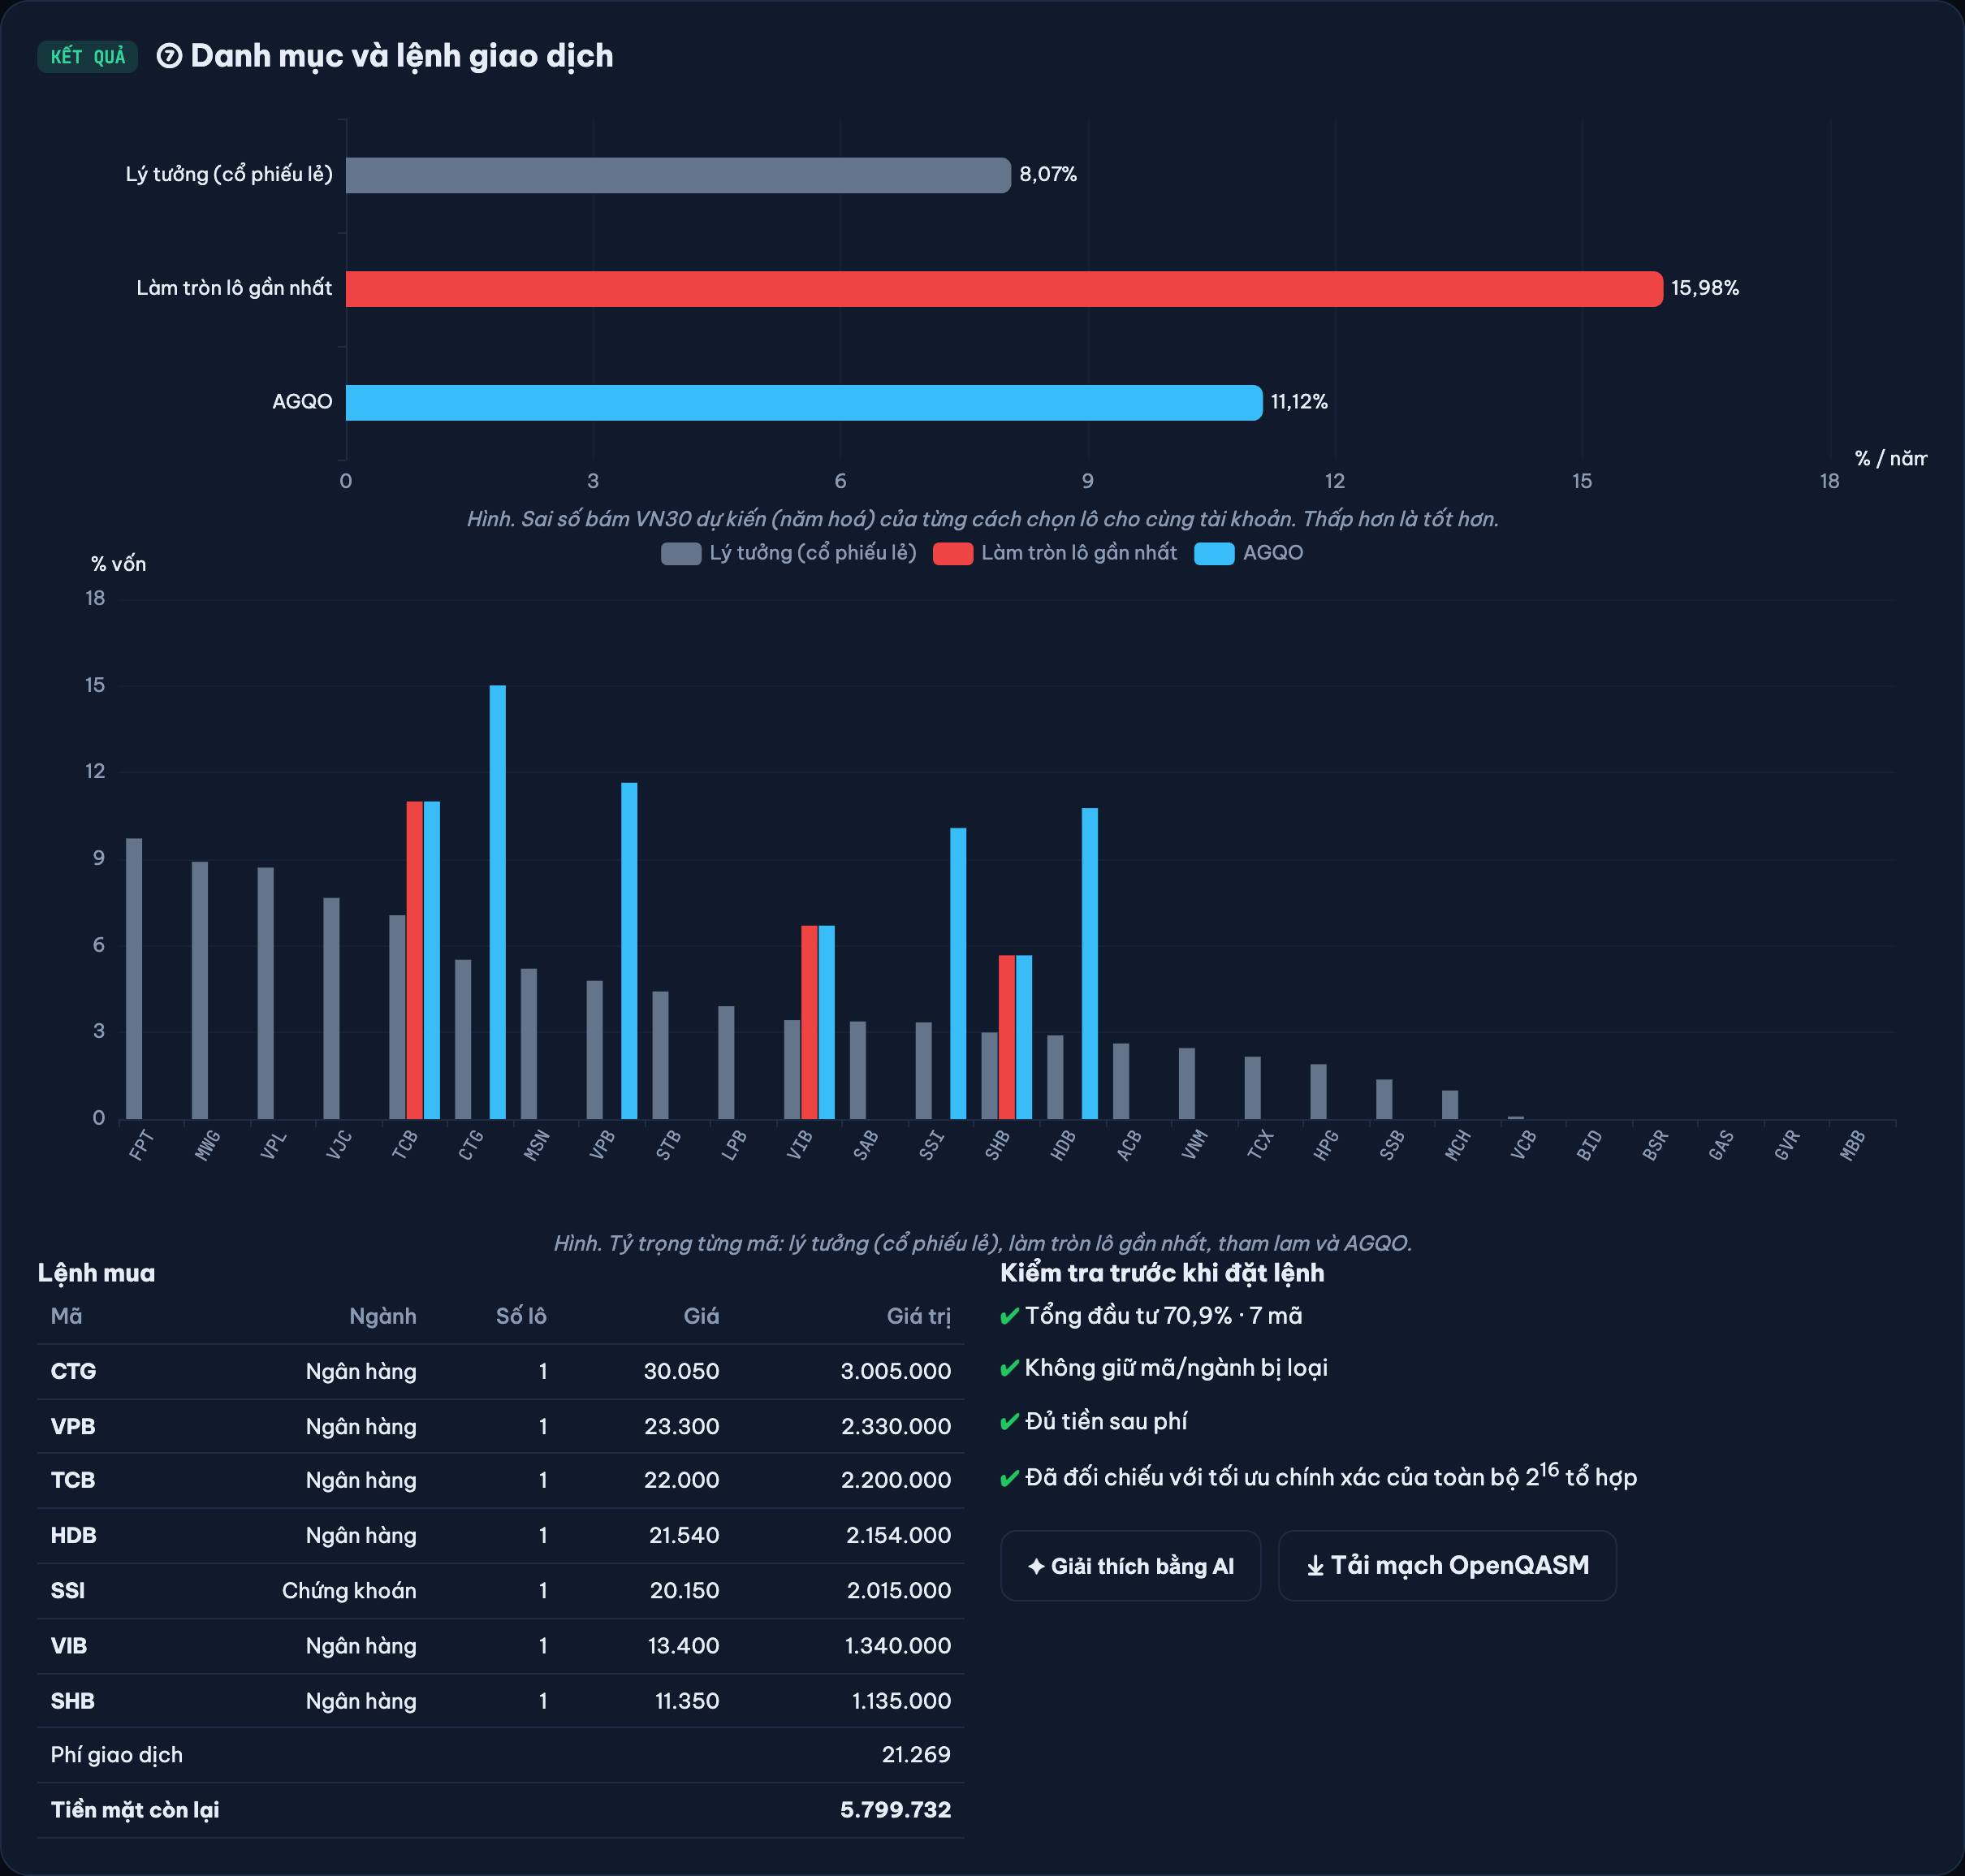 KẾT QUẢ ⑦ Danh mục và lệnh giao dịch
Lý tưởng (cổ phiếu lẻ) 8,07%
Làm tròn lô gần nhất 15,98%
AGQO 11,12%
% / năm
0 3 6 9 12 15 18
Hình. Sai số bám VN30 dự kiến (năm hoá) của từng cách chọn lô cho cùng tài khoản. Thấp hơn là tốt hơn.
Lý tưởng (cổ phiếu lẻ) Làm tròn lô gần nhất AGQO
% vốn
18
15
12
9
6
3
0
FPT MWG VPL VJC TCB CTG MSN VPB STB LPB VIB SAB SSI SHB HDB ACB VNM TCX HPG SSB MCH VCB BID BSR GAS GVR MBB
Hình. Tỷ trọng từng mã: lý tưởng (cổ phiếu lẻ), làm tròn lô gần nhất, tham lam và AGQO.
Lệnh mua
Mã Ngành Số lô Giá Giá trị
CTG Ngân hàng 1 30.050 3.005.000
VPB Ngân hàng 1 23.300 2.330.000
TCB Ngân hàng 1 22.000 2.200.000
HDB Ngân hàng 1 21.540 2.154.000
SSI Chứng khoán 1 20.150 2.015.000
VIB Ngân hàng 1 13.400 1.340.000
SHB Ngân hàng 1 11.350 1.135.000
Phí giao dịch 21.269
Tiền mặt còn lại 5.799.732
Kiểm tra trước khi đặt lệnh
✔ Tổng đầu tư 70,9% · 7 mã
✔ Không giữ mã/ngành bị loại
✔ Đủ tiền sau phí
✔ Đã đối chiếu với tối ưu chính xác của toàn bộ 2¹⁶ tổ hợp
✦ Giải thích bằng AI
↓ Tải mạch OpenQASM